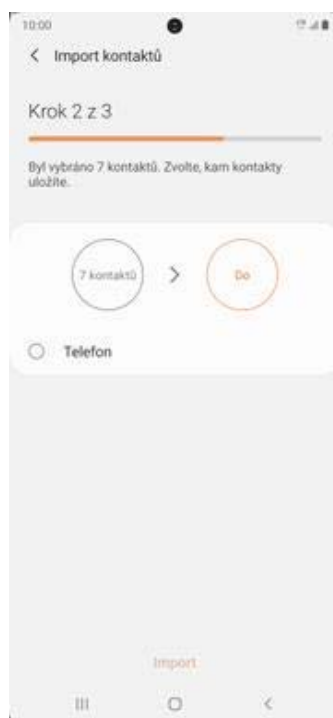 10:00
Import kontaktů
Krok 2 z 3
Byl vybráno 7 kontaktů. Zvolte, kam kontakty
uložíte.
7 kontaktů
Do
Telefon
Import